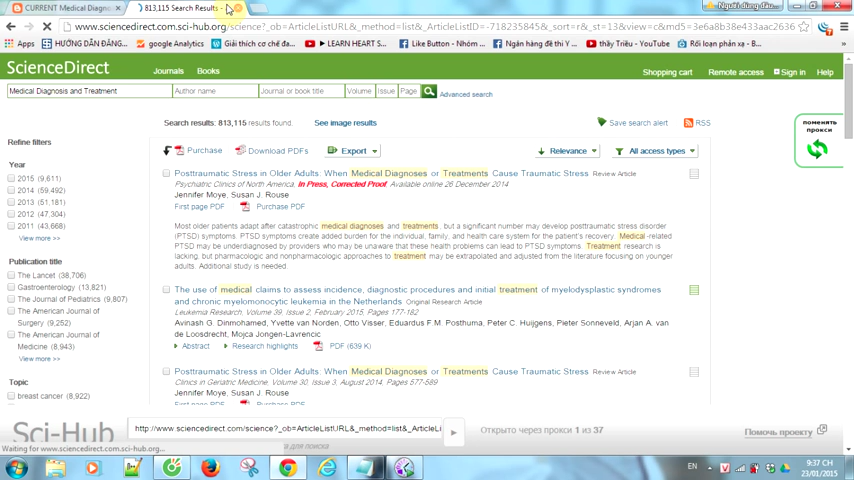 CURRENT Medical Diagno
813,115 Search Results -
Người dùng đầu...
www.sciencedirect.com.sci-hub.org/science?_ob=ArticleListURL&_method=list&_ArticleListID=-718235845&_sort=r&_st=13&view=c&md5=3e6a8b38e433aac2636
Apps
HƯỚNG DẪN ĐĂNG...
google Analytics
Giải thích cơ chế đa...
LEARN HEART S...
Like Button - Nhóm ...
Ngân hàng đề thi Y ...
thầy Triều - YouTube
Rối loạn phân x...
ScienceDirect
Journals
Books
Shopping cart
Remote access
Sign in
Help
Medical Diagnosis and Treatment
Author name
Journal or book title
Volume
Issue
Page
Advanced search
Search results: 813,115 results found.
See image results
Save search alert
RSS
поменять
прокси
Refine filters
Purchase
Download PDFs
Export
Relevance
All access types
Year
2015 (9,611)
2014 (59,492)
2013 (51,181)
2012 (47,304)
2011 (43,668)
View more >>
Posttraumatic Stress in Older Adults: When Medical Diagnoses or Treatments Cause Traumatic Stress Review Article
Psychiatric Clinics of North America, In Press, Corrected Proof, Available online 26 December 2014
Jennifer Moye, Susan J. Rouse
First page PDF
Purchase PDF
Most older patients adapt after catastrophic medical diagnoses and treatments, but a significant number may develop posttraumatic stress disorder
(PTSD) symptoms. PTSD symptoms create added burden for the individual, family, and health care system for the patient's recovery. Medical-related
PTSD may be underdiagnosed by providers who may be unaware that these health problems can lead to PTSD symptoms. Treatment research is
lacking, but pharmacologic and nonpharmacologic approaches to treatment may be extrapolated and adjusted from the literature focusing on younger
adults. Additional study is needed.
Publication title
The Lancet (38,706)
Gastroenterology (13,821)
The Journal of Pediatrics (9,807)
The American Journal of
Surgery (9,252)
The American Journal of
Medicine (8,943)
View more >>
The use of medical claims to assess incidence, diagnostic procedures and initial treatment of myelodysplastic syndromes
and chronic myelomonocytic leukemia in the Netherlands Original Research Article
Leukemia Research, Volume 39, Issue 2, February 2015, Pages 177-182
Avinash G. Dinmohamed, Yvette van Norden, Otto Visser, Eduardus F.M. Posthuma, Peter C. Huijgens, Pieter Sonneveld, Arjan A. van
de Loosdrecht, Mojca Jongen-Lavrencic
Abstract
Research highlights
PDF (639 K)
Topic
breast cancer (8,922)
Posttraumatic Stress in Older Adults: When Medical Diagnoses or Treatments Cause Traumatic Stress Review Article
Clinics in Geriatric Medicine, Volume 30, Issue 3, August 2014, Pages 577-589
Jennifer Moye, Susan J. Rouse
First page PDF
Purchase PDF
Sci-Hub
http://www.sciencedirect.com/science?_ob=ArticleListURL&_method=list&_ArticleLi
Открыто через прокси 1 из 37
Помочь проекту
для поиска
Waiting for www.sciencedirect.com.sci-hub.org...
EN
9:37 CH
23/01/2015